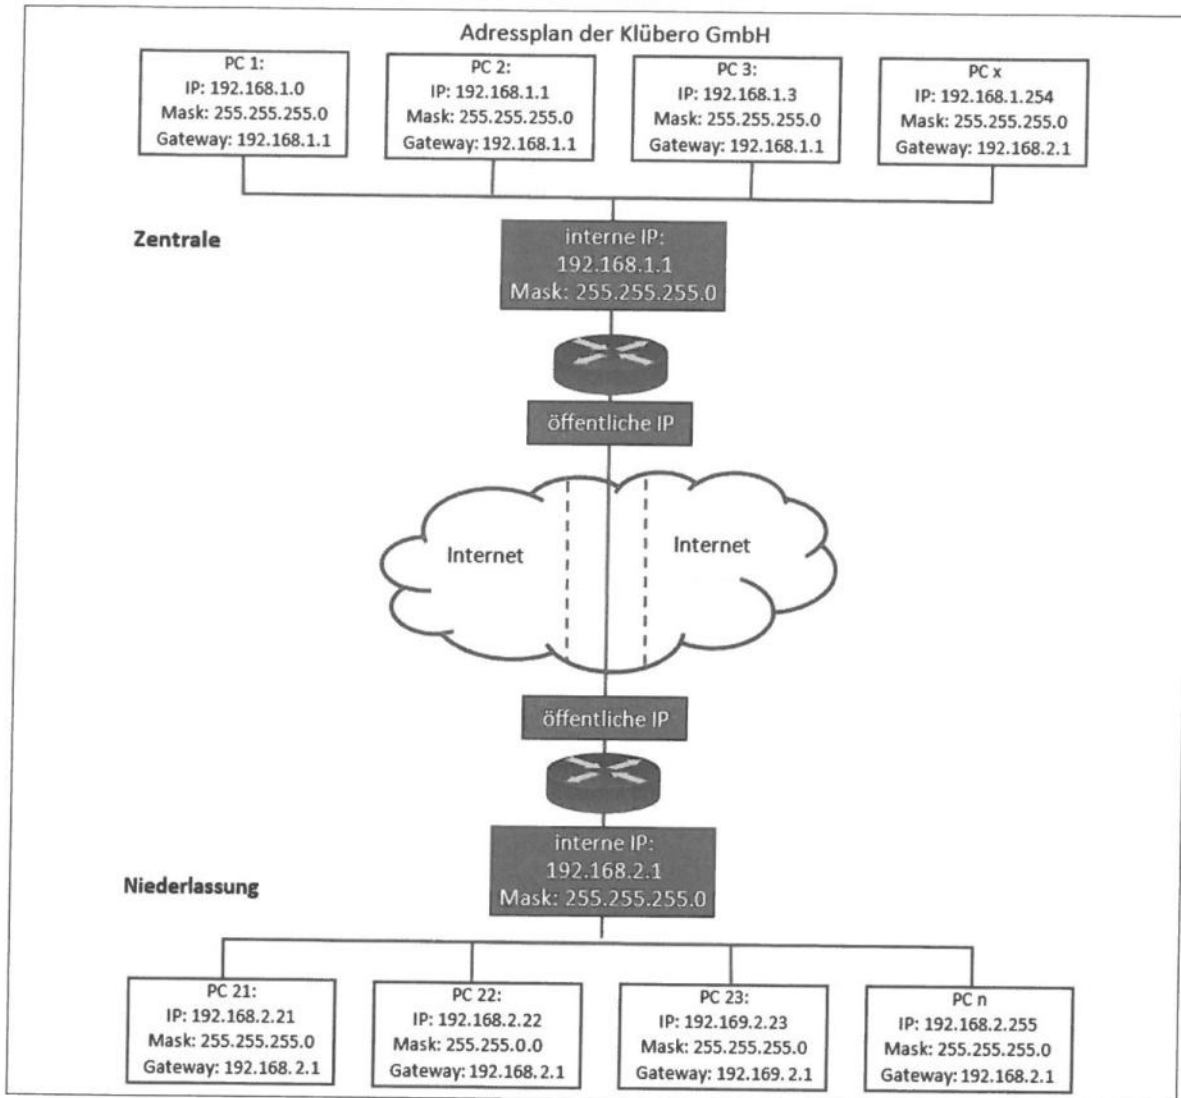 Adressplan der Klübero GmbH
PC 1:
IP: 192.168.1.0
Mask: 255.255.255.0
Gateway: 192.168.1.1
PC 2:
IP: 192.168.1.1
Mask: 255.255.255.0
Gateway: 192.168.1.1
PC 3:
IP: 192.168.1.3
Mask: 255.255.255.0
Gateway: 192.168.1.1
PC x
IP: 192.168.1.254
Mask: 255.255.255.0
Gateway: 192.168.2.1
Zentrale
interne IP:
192.168.1.1
Mask: 255.255.255.0
öffentliche IP
Internet
Internet
öffentliche IP
interne IP:
192.168.2.1
Mask: 255.255.255.0
Niederlassung
PC 21:
IP: 192.168.2.21
Mask: 255.255.255.0
Gateway: 192.168.2.1
PC 22:
IP: 192.168.2.22
Mask: 255.255.0.0
Gateway: 192.168.2.1
PC 23:
IP: 192.169.2.23
Mask: 255.255.255.0
Gateway: 192.169.2.1
PC n
IP: 192.168.2.255
Mask: 255.255.255.0
Gateway: 192.168.2.1